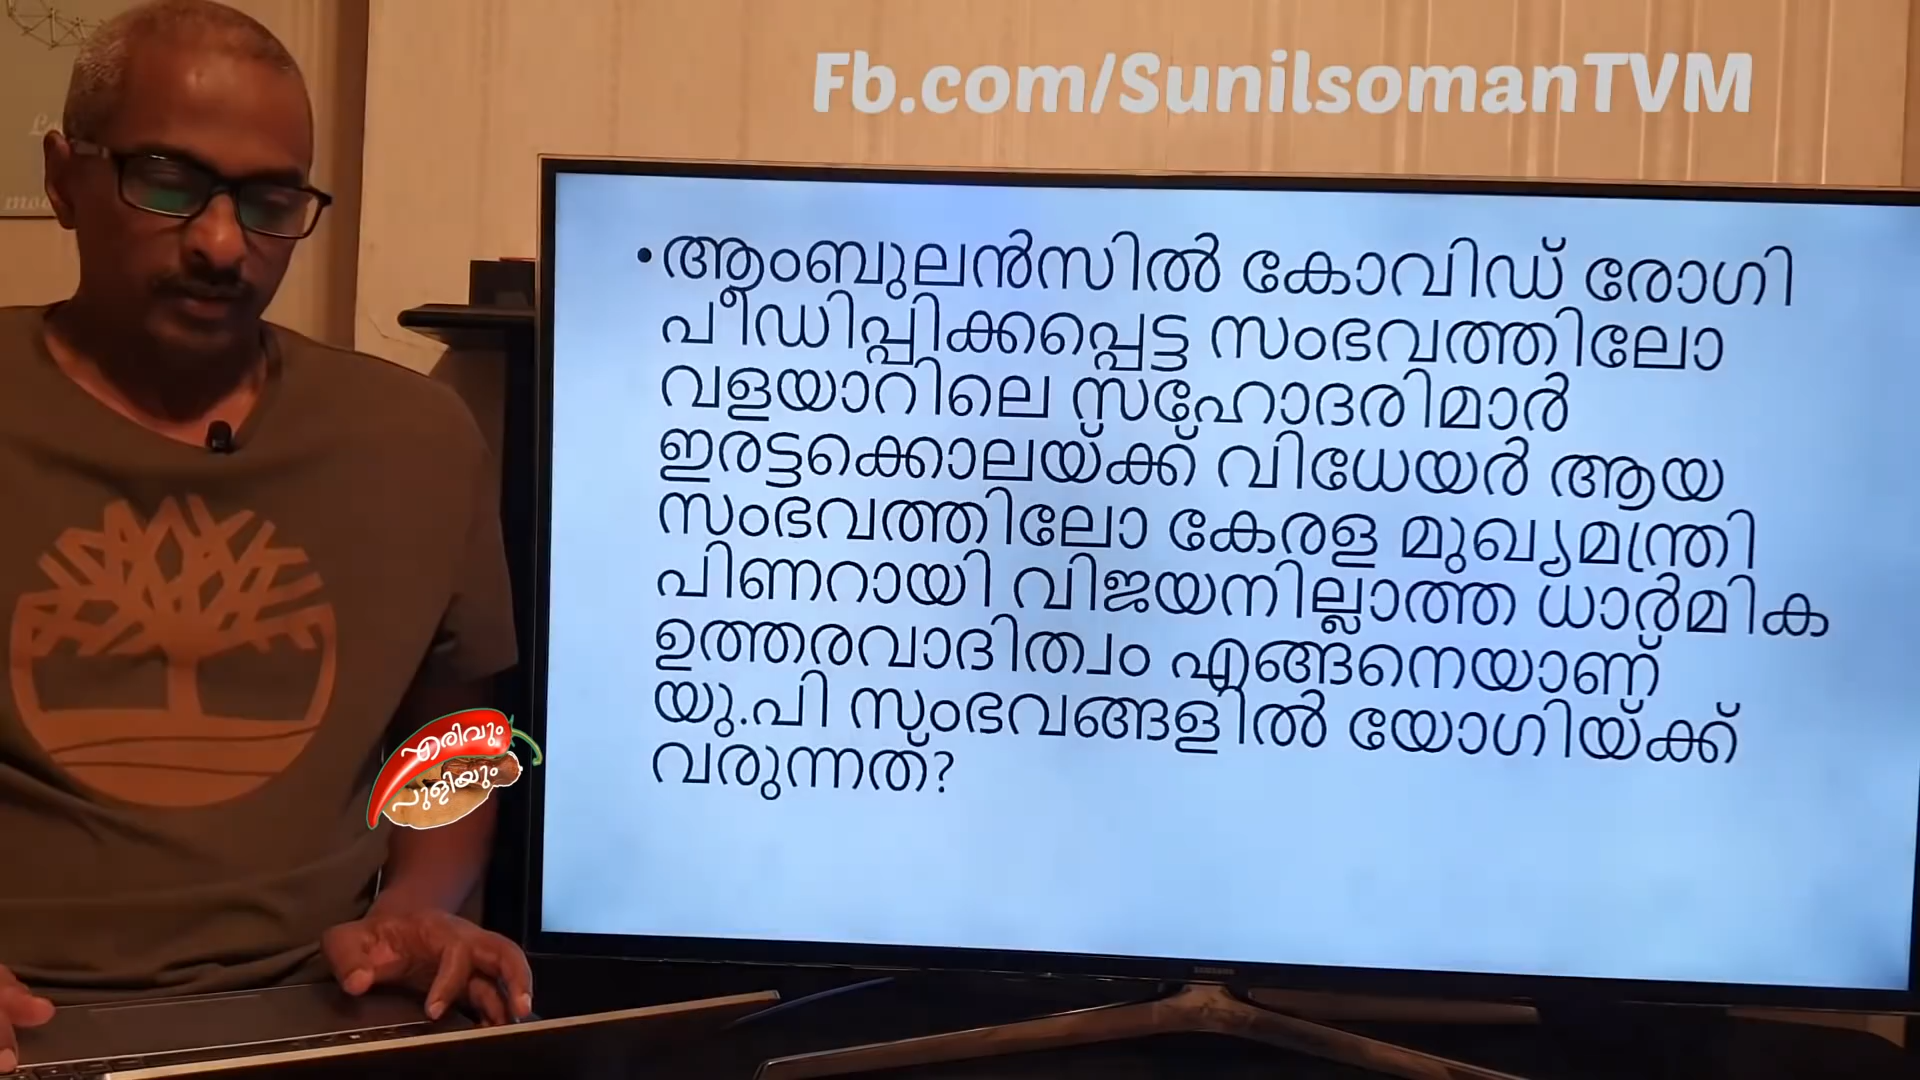 Fb.com/SunilsomanTVM
•ആംബുലൻസിൽ കോവിഡ് രോഗി
പീഡിപ്പിക്കപ്പെട്ട സംഭവത്തിലോ
വളയാറിലെ സഹോദരിമാർ
ഇരട്ടക്കൊലയ്ക്ക് വിധേയർ ആയ
സംഭവത്തിലോ കേരള മുഖ്യമന്ത്രി
പിണറായി വിജയനില്ലാത്ത ധാർമിക
ഉത്തരവാദിത്വം എങ്ങനെയാണ്
യു.പി സംഭവങ്ങളിൽ യോഗിയ്ക്ക്
വരുന്നത്?
എരിവും
പുളിയും
SAMSUNG